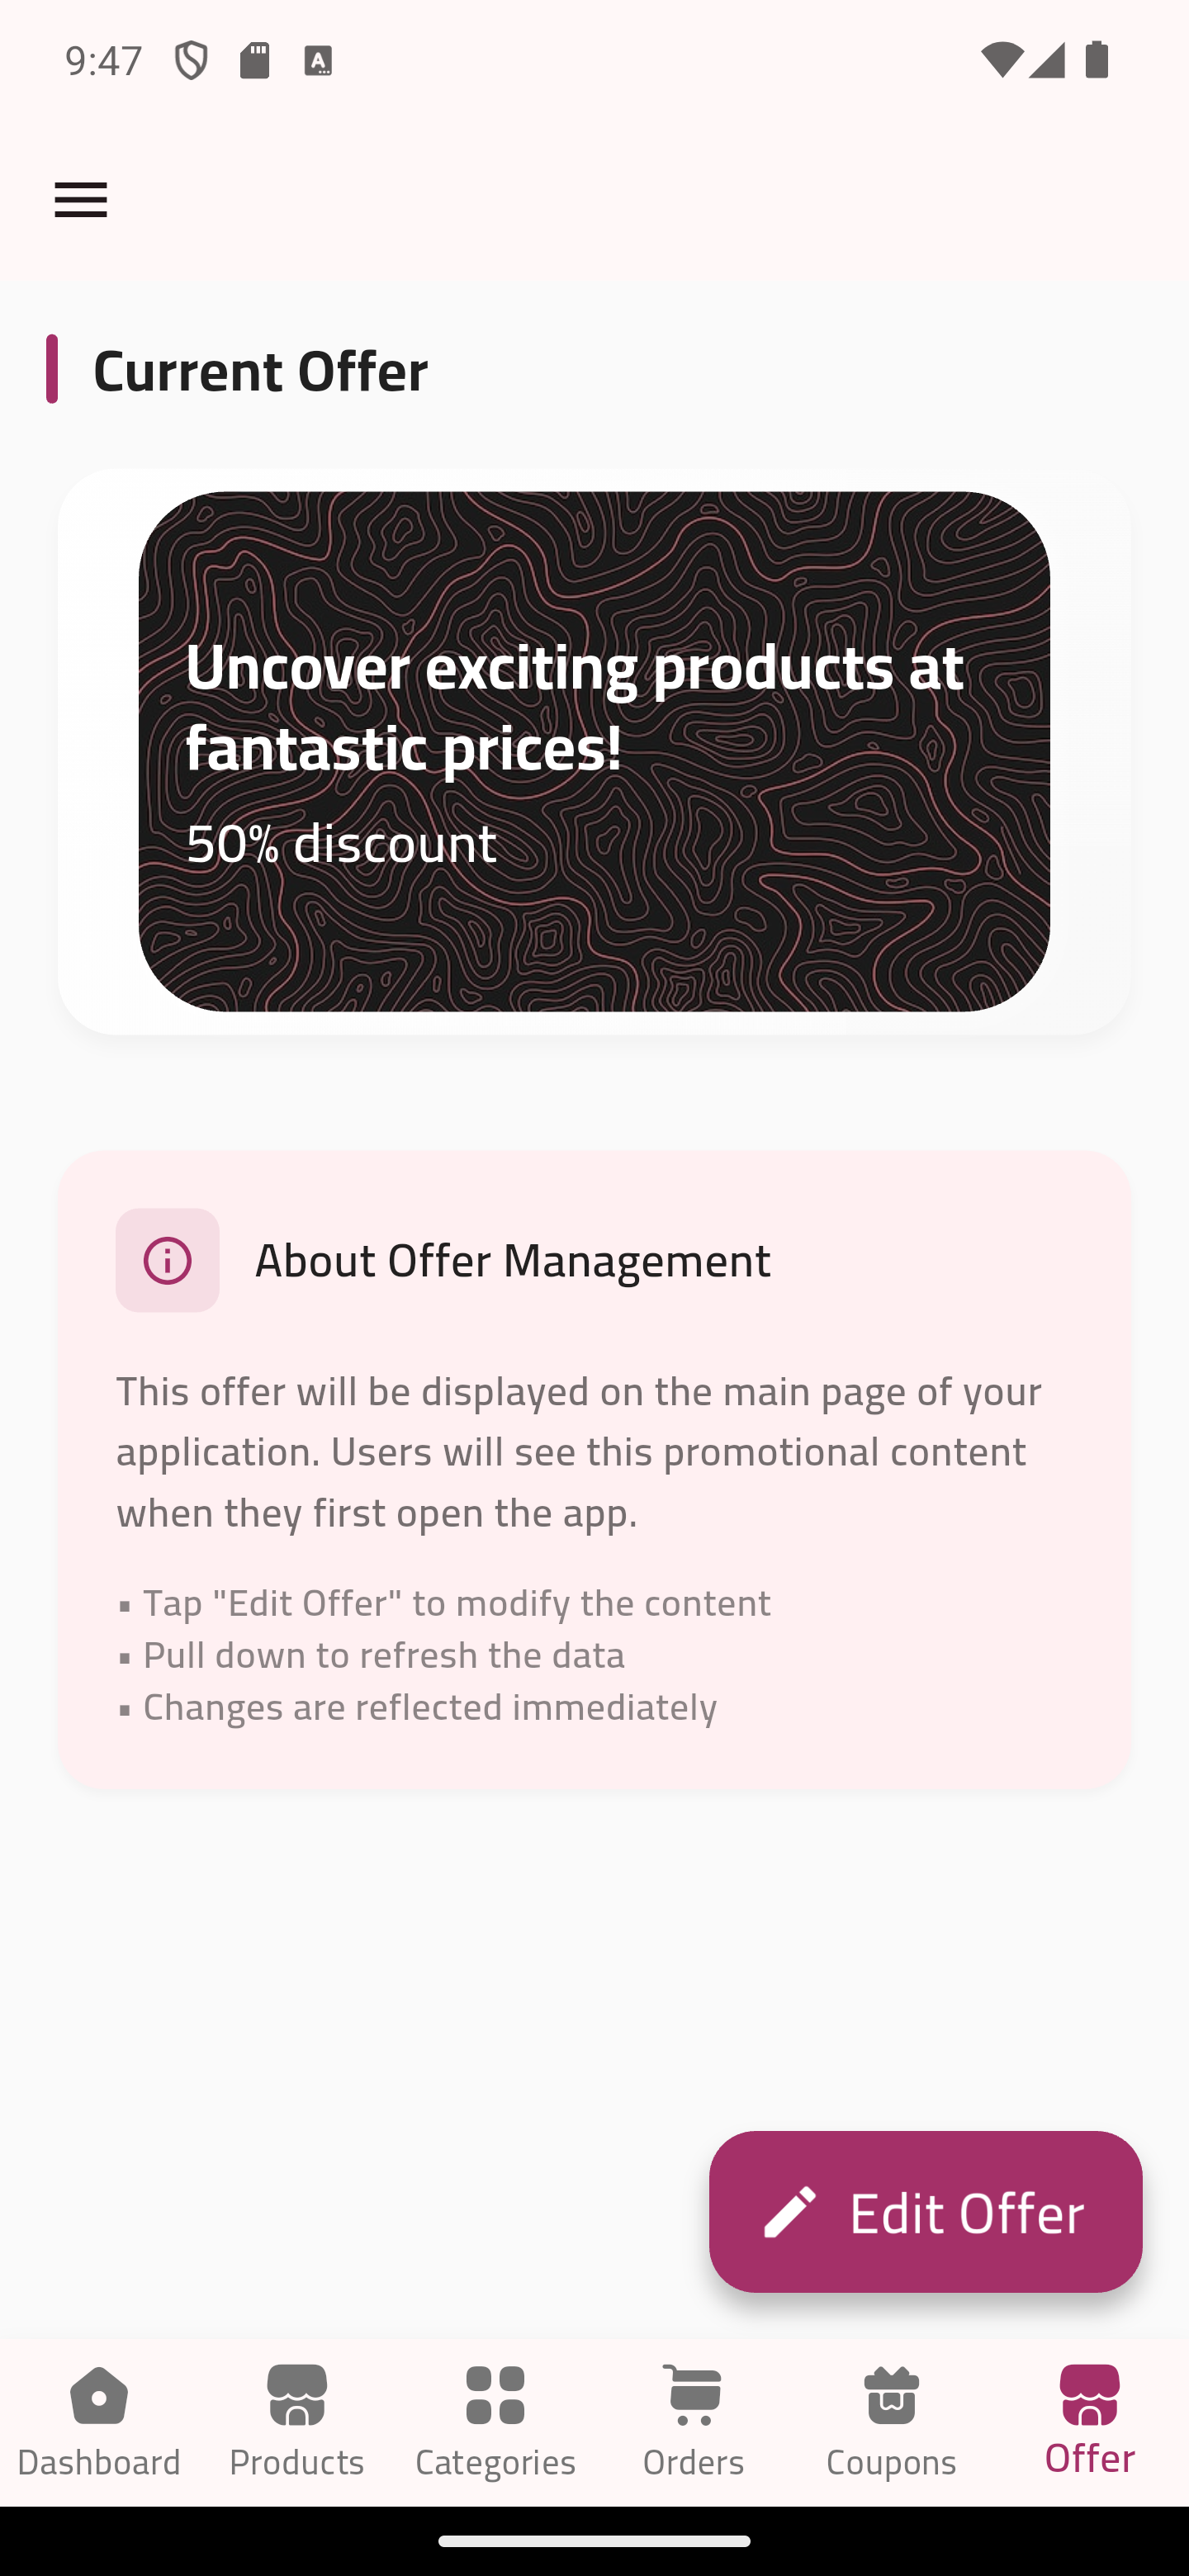 9:47
Current Offer
Uncover exciting products at
fantastic prices!
50% discount
About Offer Management
This offer will be displayed on the main page of your
application. Users will see this promotional content
when they first open the app.
▪ Tap "Edit Offer" to modify the content
▪ Pull down to refresh the data
▪ Changes are reflected immediately
Edit Offer
Dashboard Products Categories Orders Coupons Offer